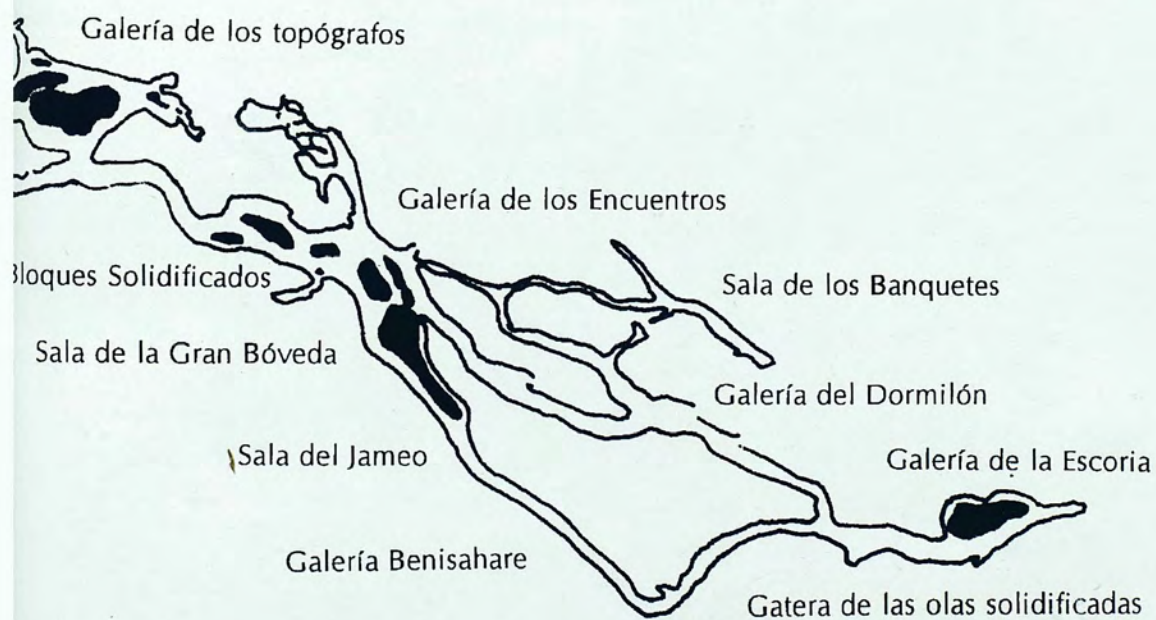 Galería de los topógrafos
Galería de los Encuentros
Bloques Solidificados
Sala de los Banquetes
Sala de la Gran Bóveda
Galería del Dormilón
Sala del Jameo
Galería de la Escoria
Galería Benisahare
Gatera de las olas solidificadas